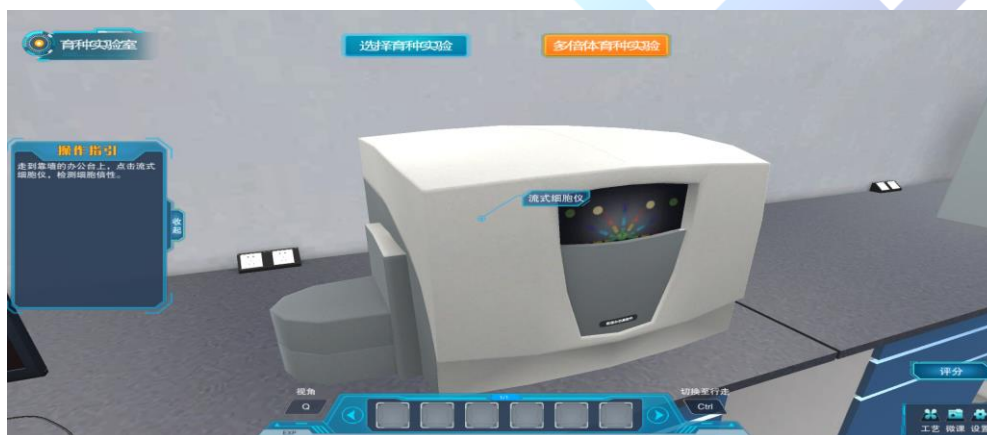 育种实验室
选择育种实验
多倍体育种实验
操作指引
走到靠墙的办公台上，点击流式
细胞仪，检测细胞倍性。
收起
流式细胞仪
视角
Q
切换至行走
Ctrl
评分
EXP
工艺 微课 设置